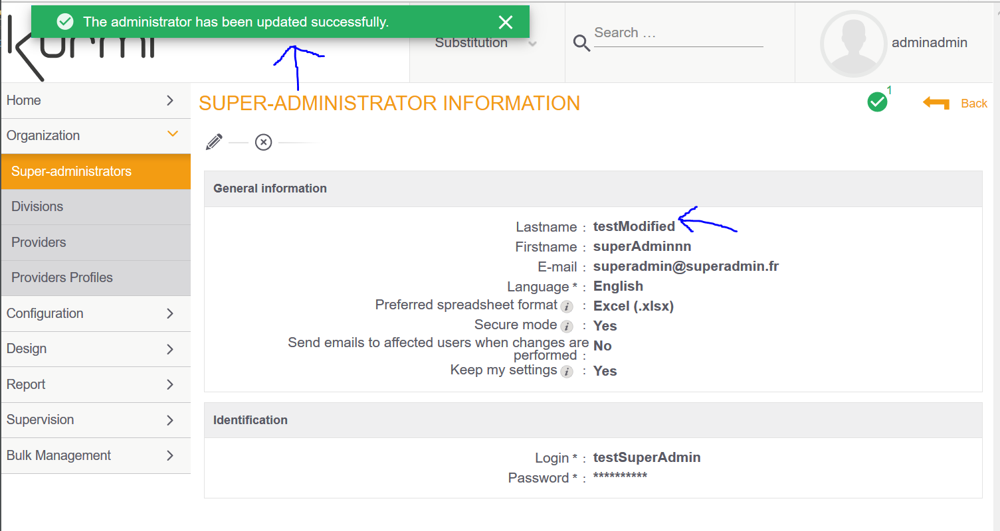 The administrator has been updated successfully.
kurmi
Substitution
Search ...
adminadmin
Home
Organization
Super-administrators
Divisions
Providers
Providers Profiles
Configuration
Design
Report
Supervision
Bulk Management
SUPER-ADMINISTRATOR INFORMATION
1
Back
General information
Lastname : testModified
Firstname : superAdminnn
E-mail : superadmin@superadmin.fr
Language * : English
Preferred spreadsheet format i : Excel (.xlsx)
Secure mode i : Yes
Send emails to affected users when changes are
performed : No
Keep my settings i : Yes
Identification
Login * : testSuperAdmin
Password * : **********